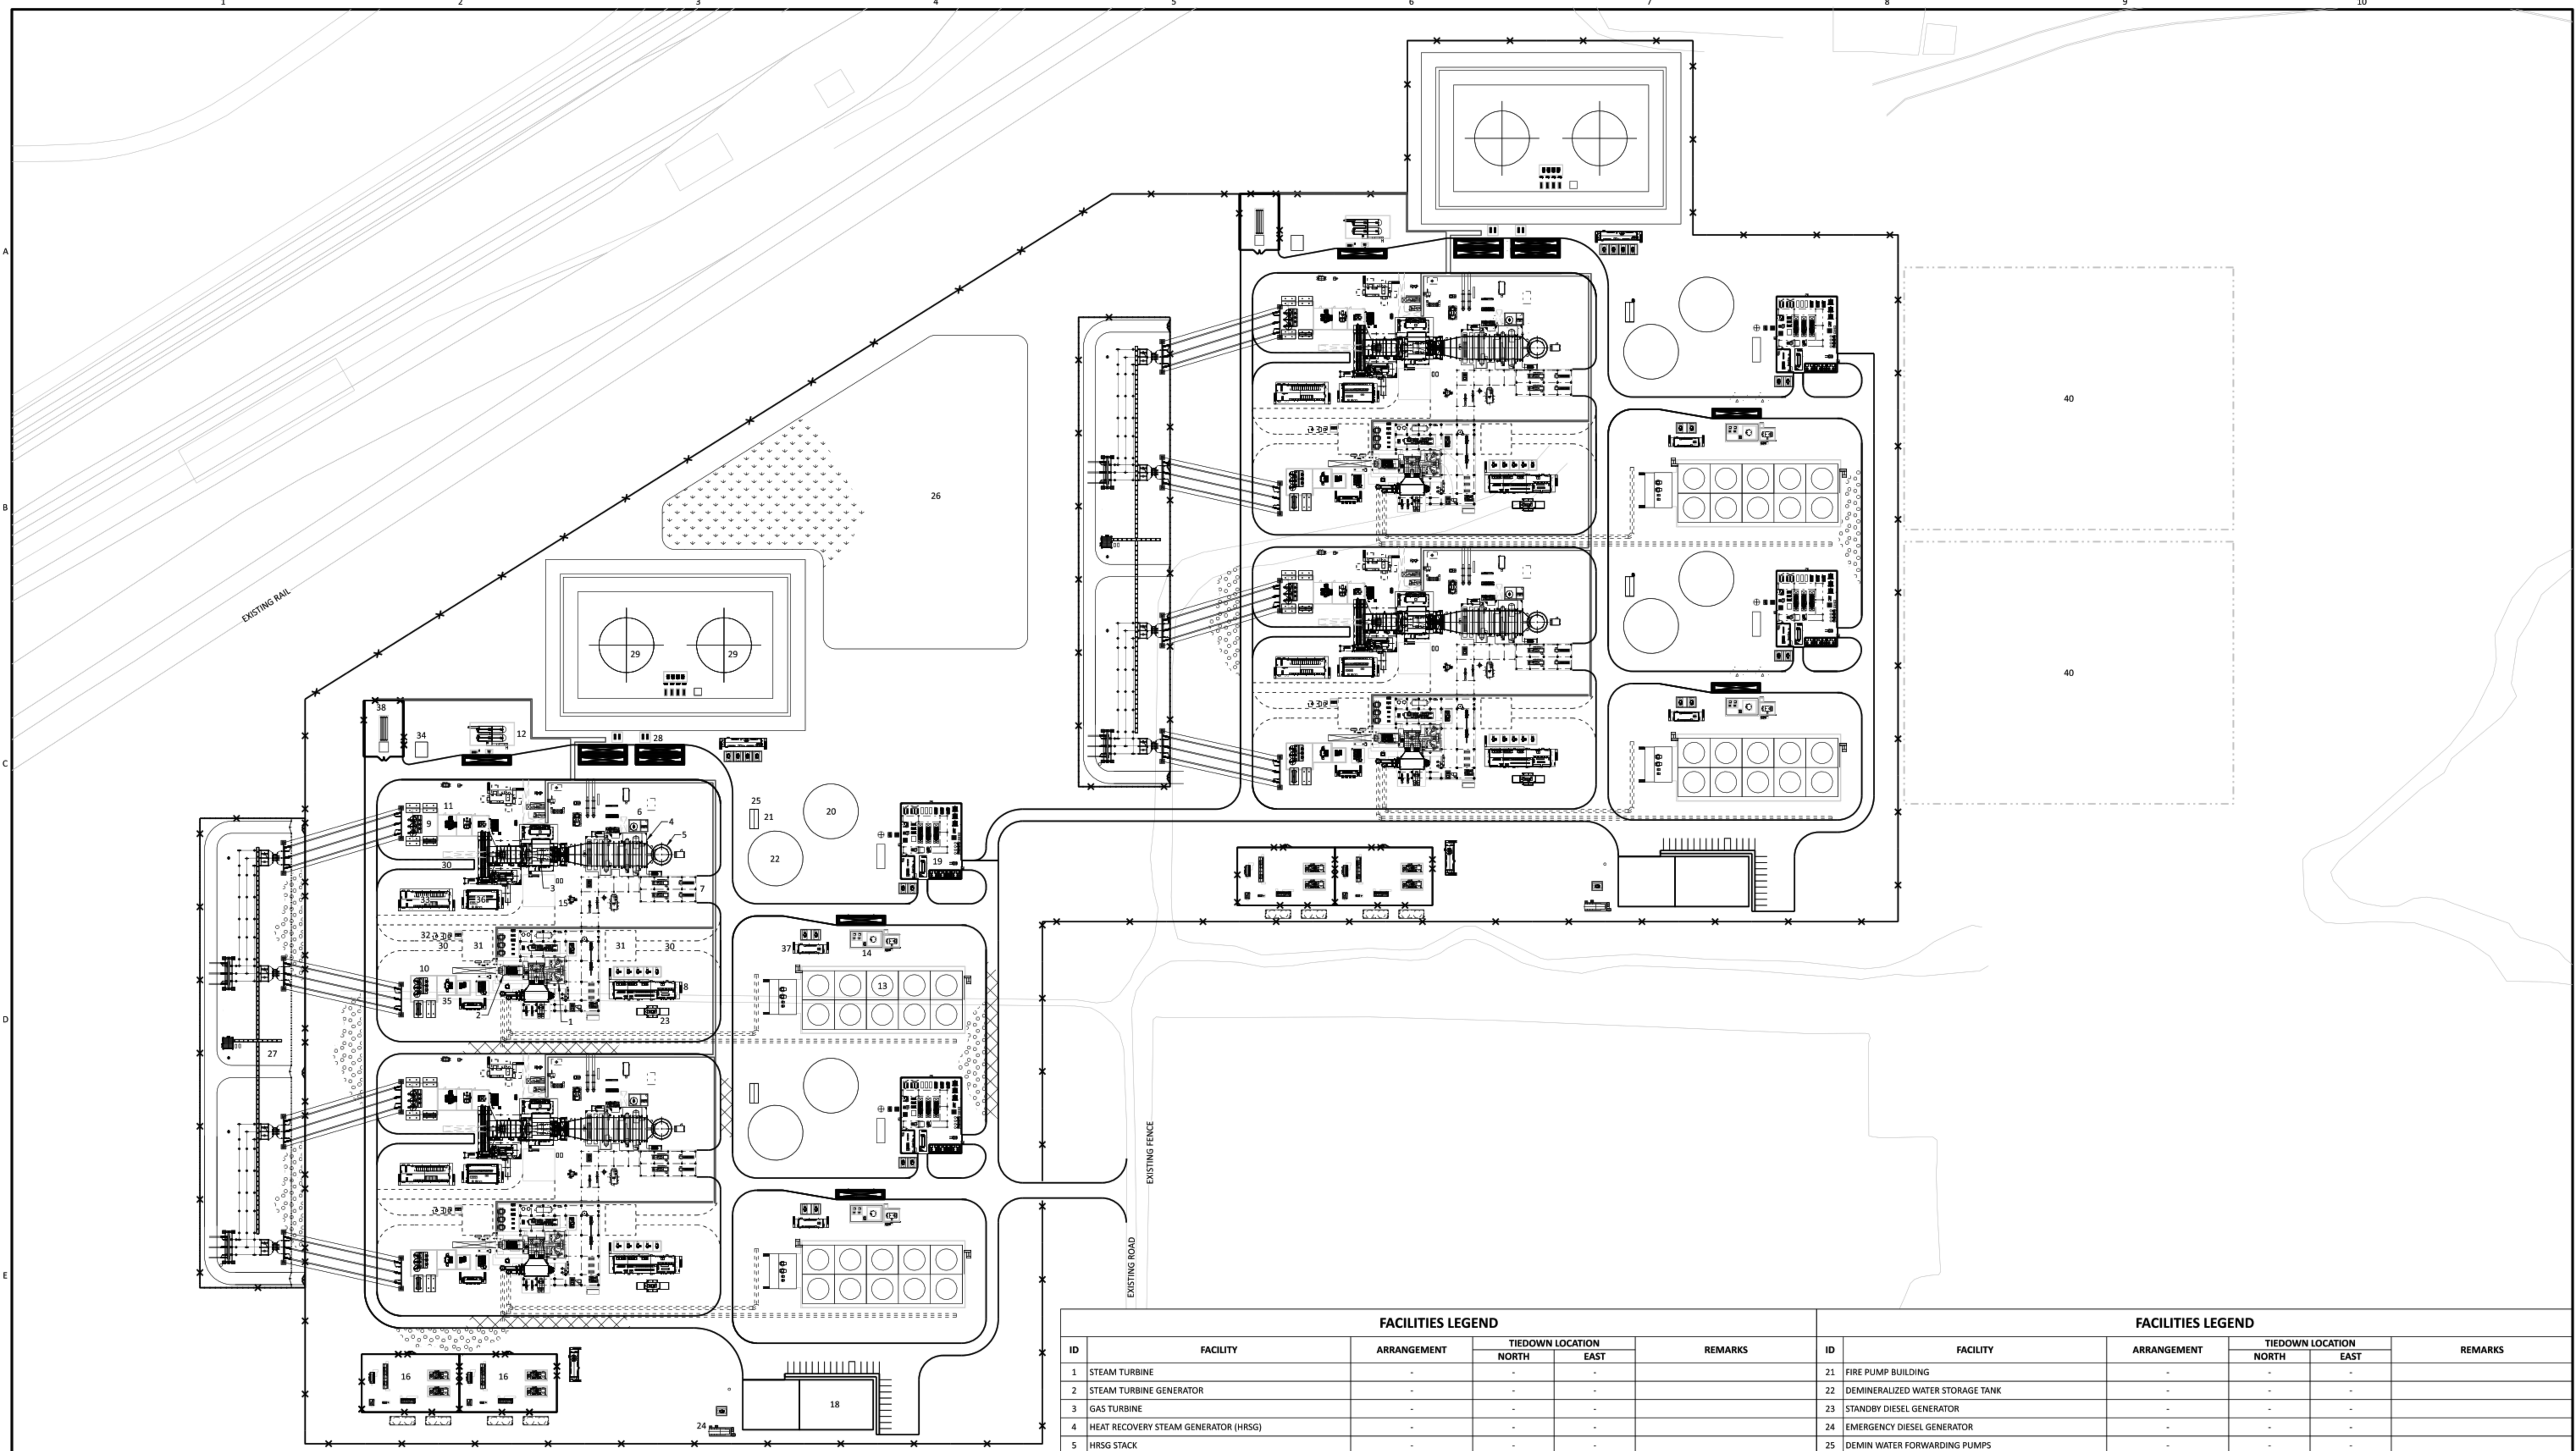 1 2 3 4 5 6 7 8 9 10
A
B
C
D
E
40
26
40
EXISTING RAIL
29 29
38
34
12
28
11
9
6
4
5
25
21
20
22
19
30
3
7
33
36
15
32
30
31
31
30
37
14
10
35
8
13
2
1
23
27
EXISTING FENCE
EXISTING ROAD
16 16
18
24
FACILITIES LEGEND
ID FACILITY ARRANGEMENT TIEDOWN LOCATION REMARKS
NORTH EAST
1 STEAM TURBINE - - -
2 STEAM TURBINE GENERATOR - - -
3 GAS TURBINE - - -
4 HEAT RECOVERY STEAM GENERATOR (HRSG) - - -
5 HRSG STACK - - -
FACILITIES LEGEND
ID FACILITY ARRANGEMENT TIEDOWN LOCATION REMARKS
NORTH EAST
21 FIRE PUMP BUILDING - - -
22 DEMINERALIZED WATER STORAGE TANK - - -
23 STANDBY DIESEL GENERATOR - - -
24 EMERGENCY DIESEL GENERATOR - - -
25 DEMIN WATER FORWARDING PUMPS - - -